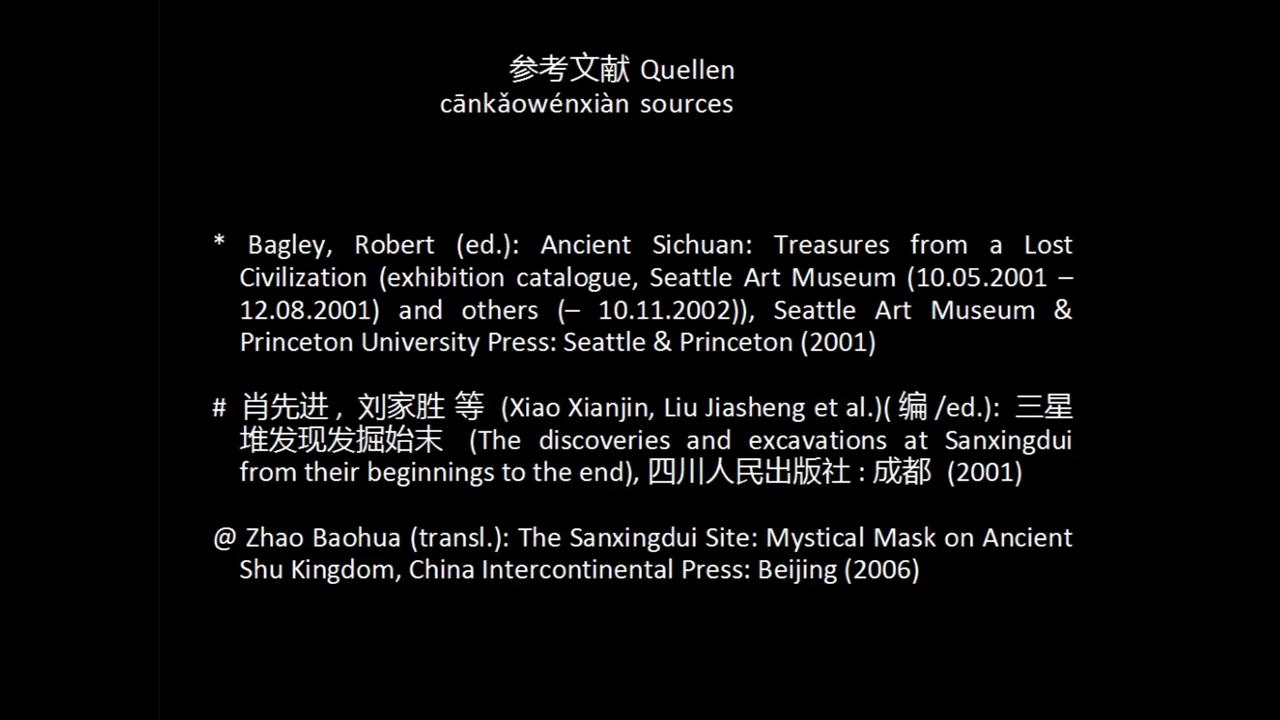 参考文献 Quellen
cānkǎowénxiàn sources
* Bagley, Robert (ed.): Ancient Sichuan: Treasures from a Lost
Civilization (exhibition catalogue, Seattle Art Museum (10.05.2001 –
12.08.2001) and others (– 10.11.2002)), Seattle Art Museum &
Princeton University Press: Seattle & Princeton (2001)
# 肖先进, 刘家胜 等 (Xiao Xianjin, Liu Jiasheng et al.)( 编 /ed.): 三星
堆发现发掘始末 (The discoveries and excavations at Sanxingdui
from their beginnings to the end), 四川人民出版社 : 成都 (2001)
@ Zhao Baohua (transl.): The Sanxingdui Site: Mystical Mask on Ancient
Shu Kingdom, China Intercontinental Press: Beijing (2006)